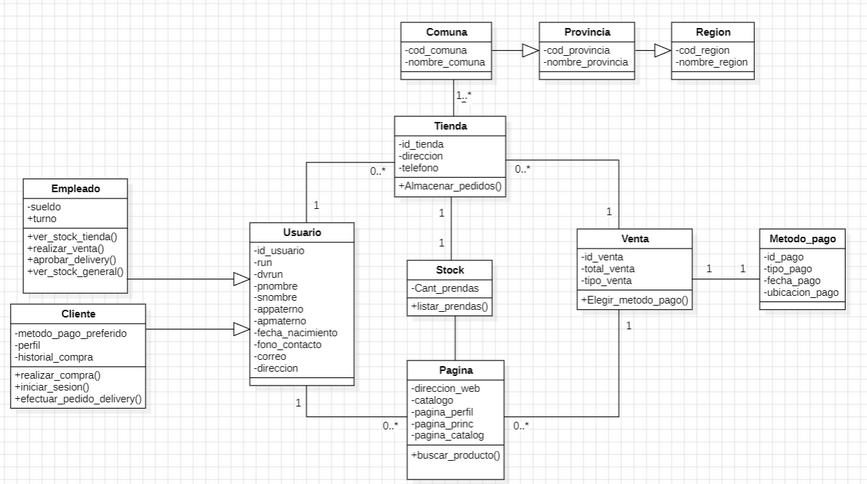 Comuna
-cod_comuna
-nombre_comuna
Provincia
-cod_provincia
-nombre_provincia
Region
-cod_region
-nombre_region
1..*
Tienda
-id_tienda
-direccion
-telefono
+Almacenar_pedidos()
0..*
0..*
1
1
1
1
Empleado
-sueldo
+turno
+ver_stock_tienda()
+realizar_venta()
+aprobar_delivery()
+ver_stock_general()
Usuario
-id_usuario
-run
-dvrun
-pnombre
-snombre
-appaterno
-apmaterno
-fecha_nacimiento
-fono_contacto
-correo
-direccion
Stock
-Cant_prendas
+listar_prendas()
Venta
-id_venta
-total_venta
-tipo_venta
+Elegir_metodo_pago()
1
1
Metodo_pago
-id_pago
-tipo_pago
-fecha_pago
-ubicacion_pago
Cliente
-metodo_pago_preferido
-perfil
-historial_compra
+realizar_compra()
+iniciar_sesion()
+efectuar_pedido_delivery()
1
Pagina
-direccion_web
-catalogo
-pagina_perfil
-pagina_princ
-pagina_catalog
+buscar_producto()
1
0..*
0..*